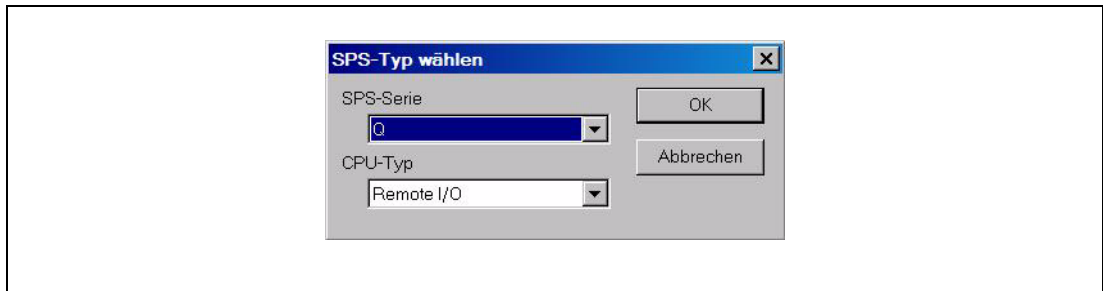 SPS-Typ wählen
SPS-Serie
Q
CPU-Typ
Remote I/O
OK
Abbrechen